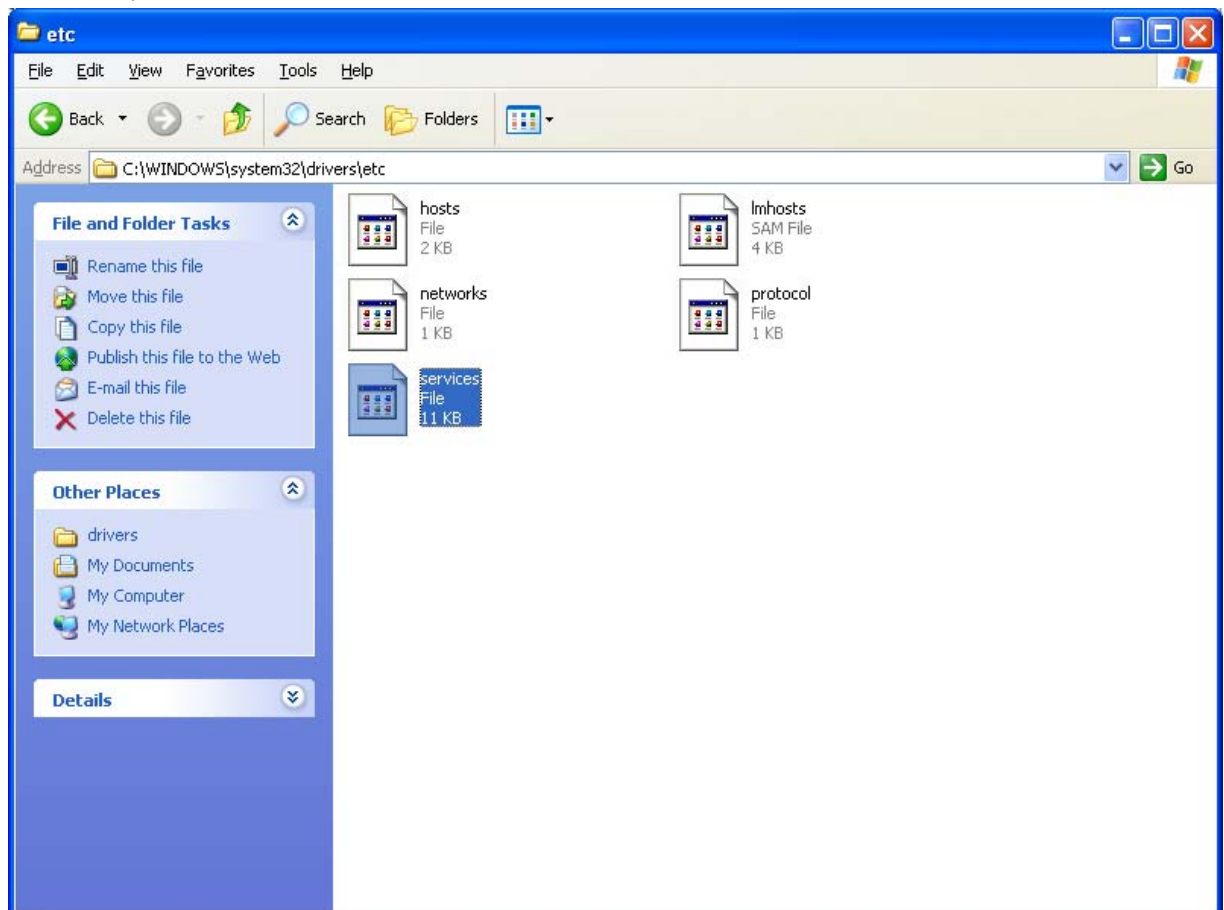 etc
File Edit View Favorites Tools Help
Back Search Folders
Address C:\WINDOWS\system32\drivers\etc Go
File and Folder Tasks
Rename this file
Move this file
Copy this file
Publish this file to the Web
E-mail this file
Delete this file
Other Places
drivers
My Documents
My Computer
My Network Places
Details
hosts
File
2 KB
lmhosts
SAM File
4 KB
networks
File
1 KB
protocol
File
1 KB
services
File
11 KB